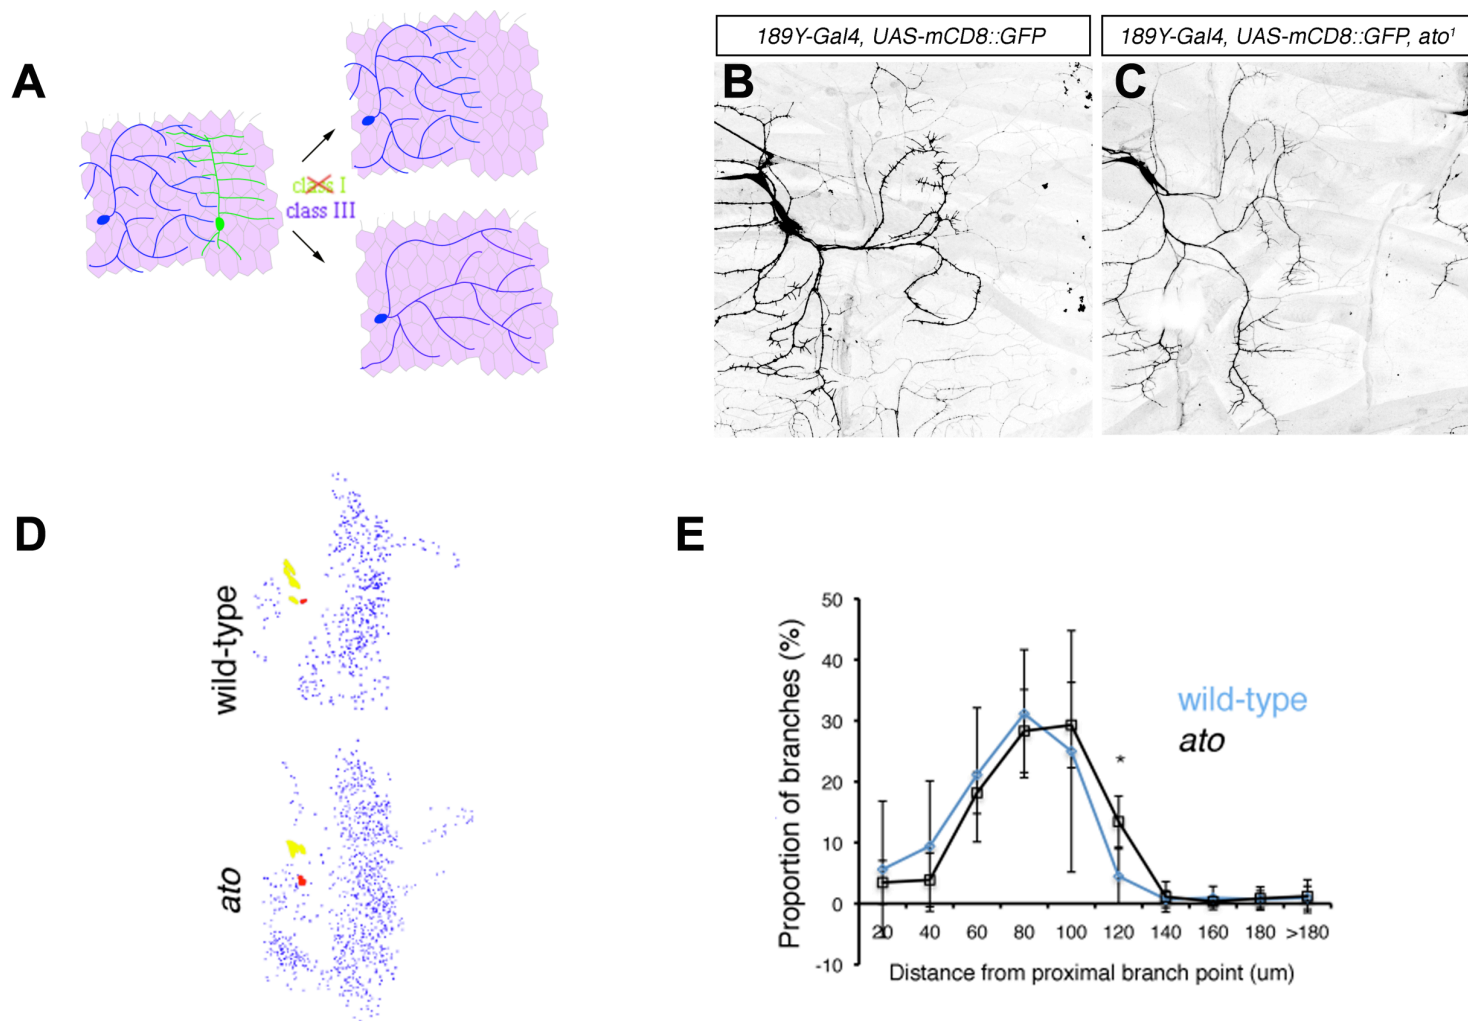 A
class I
class III
189Y-Gal4, UAS-mCD8::GFP
189Y-Gal4, UAS-mCD8::GFP, ato¹
B
C
D
wild-type
ato
E
Proportion of branches (%)
50
40
30
20
10
0
-10
*
wild-type
ato
20 40 60 80 100 120 140 160 180 >180
Distance from proximal branch point (um)